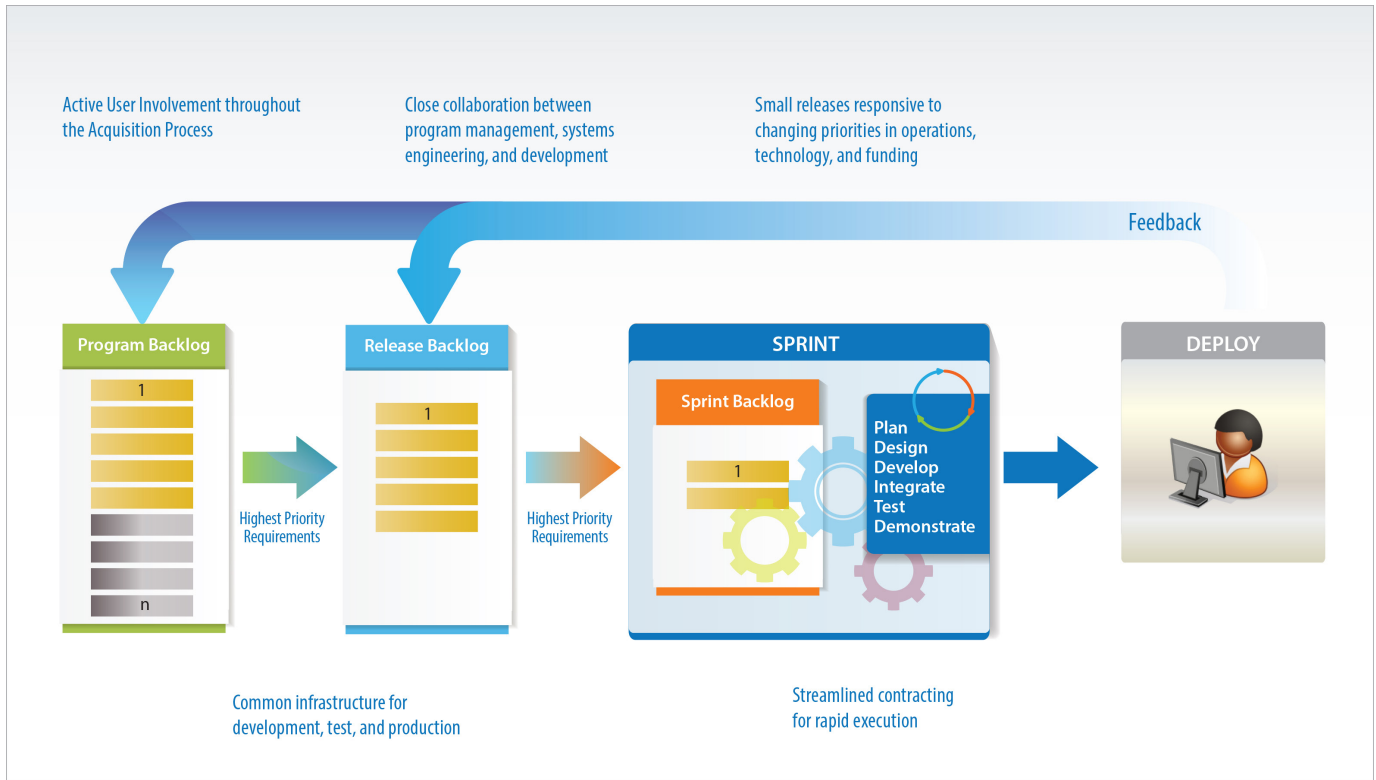 Active User Involvement throughout
the Acquisition Process
Close collaboration between
program management, systems
engineering, and development
Small releases responsive to
changing priorities in operations,
technology, and funding
Feedback
Program Backlog
1
n
Highest Priority
Requirements
Release Backlog
1
Highest Priority
Requirements
SPRINT
Sprint Backlog
1
Plan
Design
Develop
Integrate
Test
Demonstrate
DEPLOY
Common infrastructure for
development, test, and production
Streamlined contracting
for rapid execution